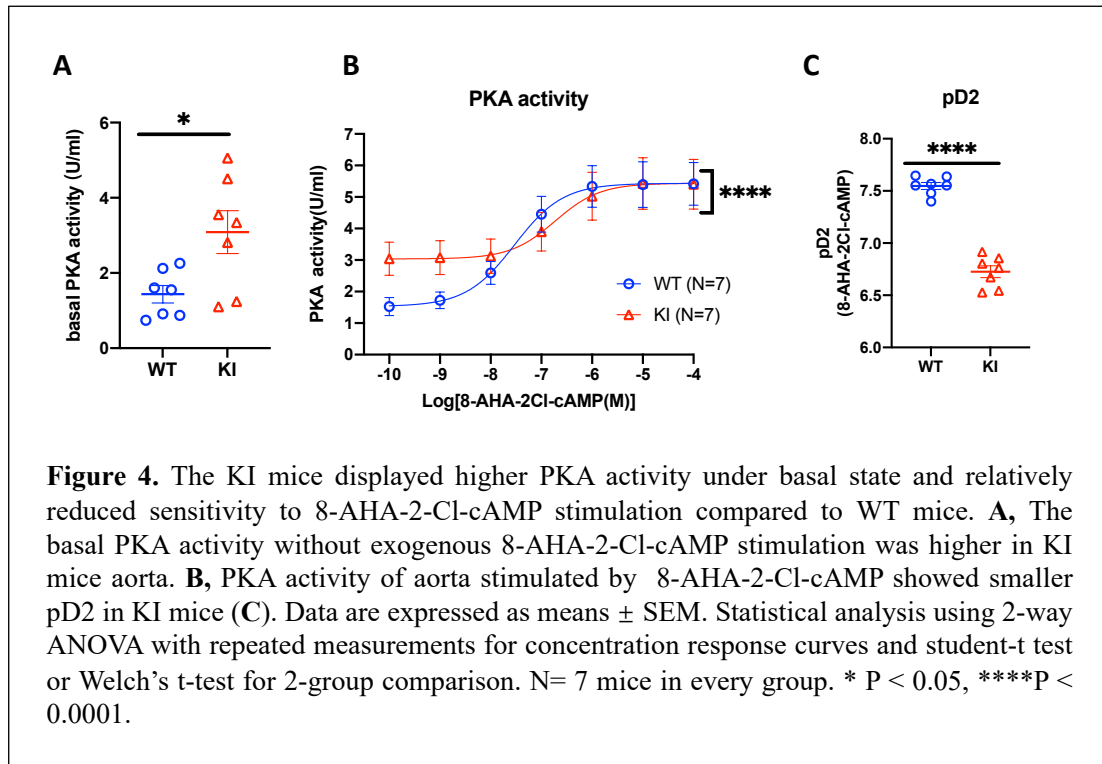 A
B
C
PKA activity
pD2
*
****
****
basal PKA activity (U/ml)
6
4
2
0
WT
KI
PKA activity(U/ml)
7
6
5
4
3
2
1
0
WT (N=7)
KI (N=7)
-10
-9
-8
-7
-6
-5
-4
Log[8-AHA-2Cl-cAMP(M)]
pD2
(8-AHA-2Cl-cAMP)
8.0
7.5
7.0
6.5
6.0
WT
KI
Figure 4. The KI mice displayed higher PKA activity under basal state and relatively
reduced sensitivity to 8-AHA-2-Cl-cAMP stimulation compared to WT mice. A, The
basal PKA activity without exogenous 8-AHA-2-Cl-cAMP stimulation was higher in KI
mice aorta. B, PKA activity of aorta stimulated by 8-AHA-2-Cl-cAMP showed smaller
pD2 in KI mice (C). Data are expressed as means ± SEM. Statistical analysis using 2-way
ANOVA with repeated measurements for concentration response curves and student-t test
or Welch’s t-test for 2-group comparison. N= 7 mice in every group. * P < 0.05, ****P <
0.0001.